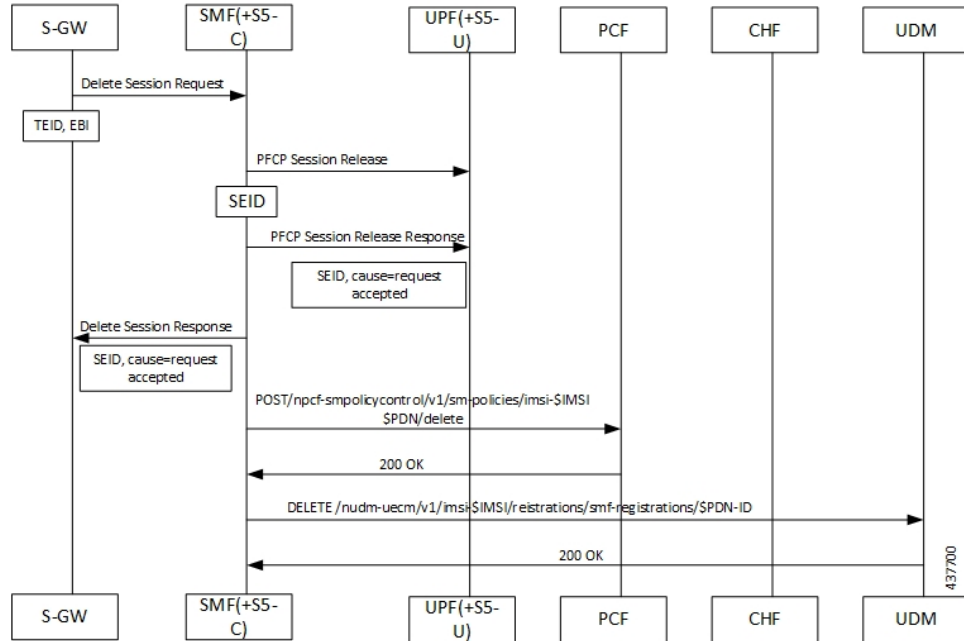 S-GW
SMF(+S5-
C)
UPF(+S5-
U)
PCF
CHF
UDM
Delete Session Request
TEID, EBI
PFCP Session Release
SEID
PFCP Session Release Response
SEID, cause=request
accepted
Delete Session Response
SEID, cause=request
accepted
POST/npcf-smpolicycontrol/v1/sm-policies/imsi-$IMSI
$PDN/delete
200 OK
DELETE /nudm-uecm/v1/imsi-$IMSI/reistrations/smf-registrations/$PDN-ID
200 OK
437700
S-GW
SMF(+S5-
C)
UPF(+S5-
U)
PCF
CHF
UDM